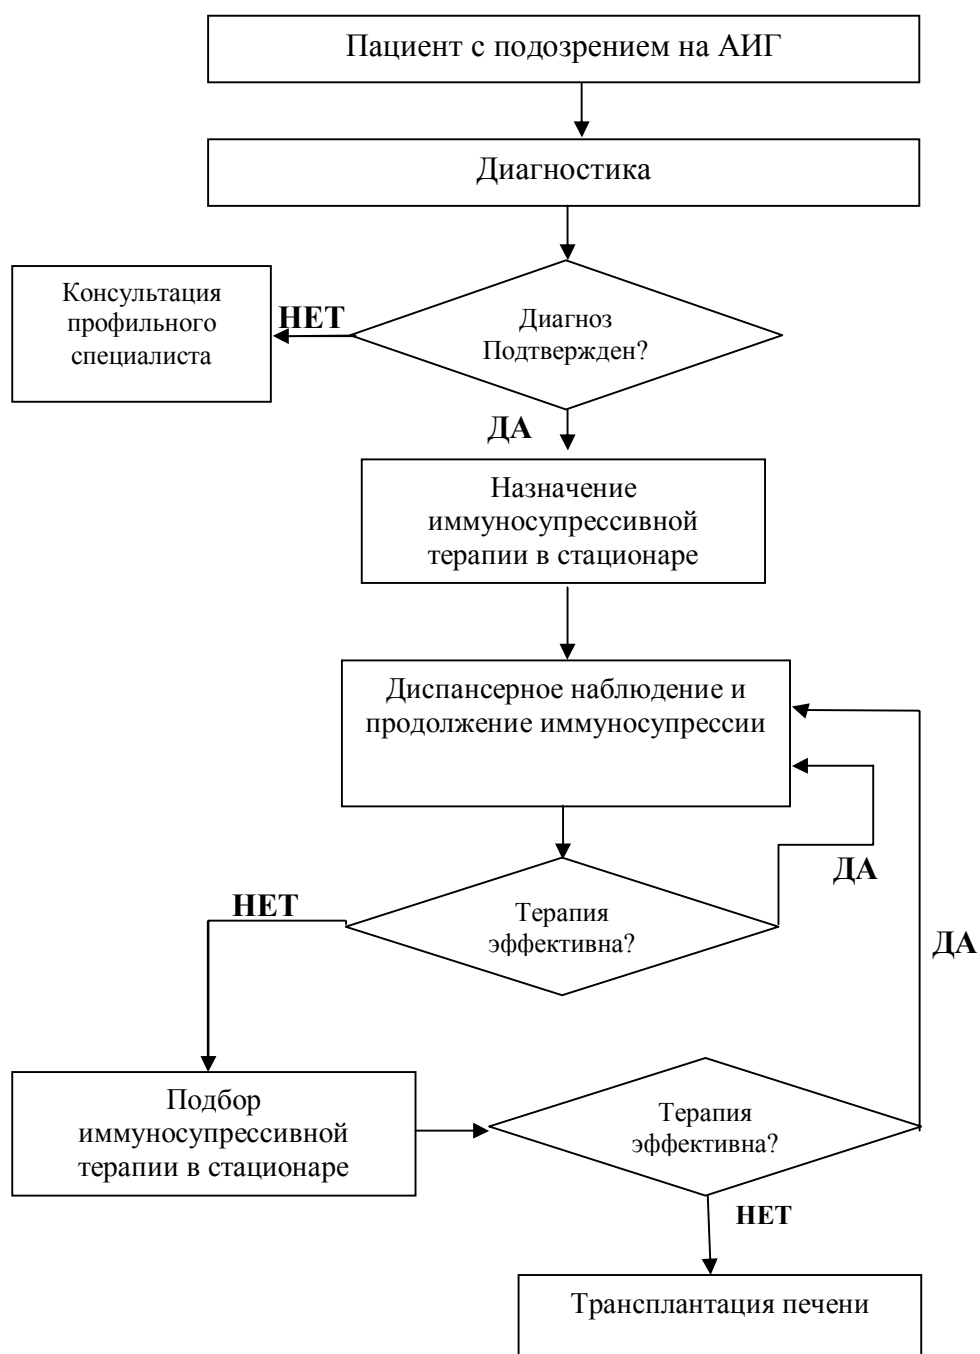 Пациент с подозрением на АИГ
Диагностика
Консультация
профильного
специалиста
НЕТ
Диагноз
Подтвержден?
ДА
Назначение
иммуносупрессивной
терапии в стационаре
Диспансерное наблюдение и
продолжение иммуносупрессии
ДА
НЕТ
Терапия
эффективна?
ДА
Подбор
иммуносупрессивной
терапии в стационаре
Терапия
эффективна?
НЕТ
Трансплантация печени